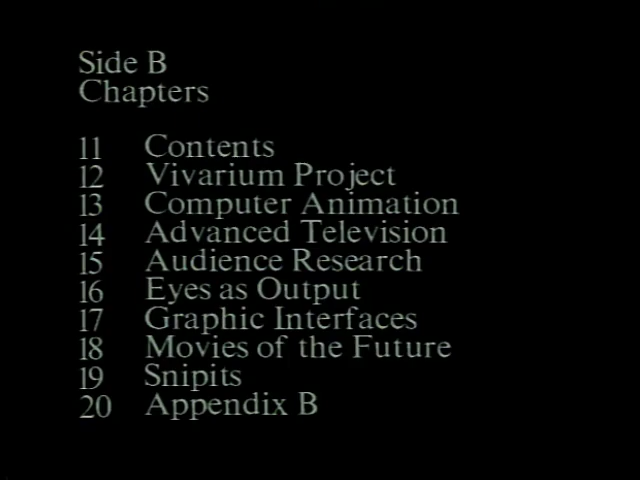 Side B
Chapters
11 Contents
12 Vivarium Project
13 Computer Animation
14 Advanced Television
15 Audience Research
16 Eyes as Output
17 Graphic Interfaces
18 Movies of the Future
19 Snipits
20 Appendix B